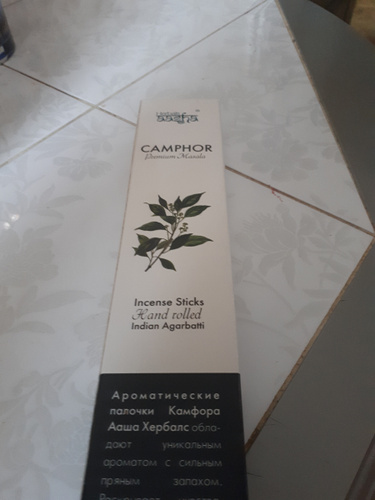 aasha
CAMPHOR
Premium Masala
Incense Sticks
Hand rolled
Indian Agarbatti
Ароматические
палочки Камфора
Ааша Хербалс обла-
дают уникальным
ароматом с сильным
пряным запахом.